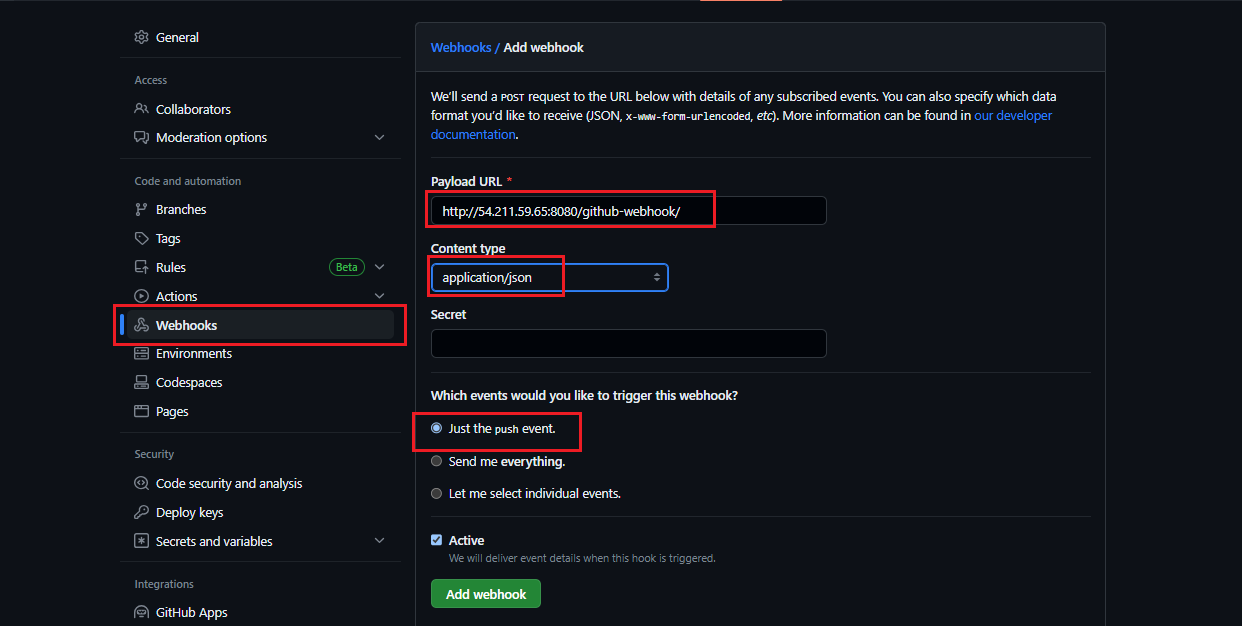 General
Access
Collaborators
Moderation options
Code and automation
Branches
Tags
Rules Beta
Actions
Webhooks
Environments
Codespaces
Pages
Security
Code security and analysis
Deploy keys
Secrets and variables
Integrations
GitHub Apps
Webhooks / Add webhook
We'll send a POST request to the URL below with details of any subscribed events. You can also specify which data
format you'd like to receive (JSON, x-www-form-urlencoded, etc). More information can be found in our developer
documentation.
Payload URL *
http://54.211.59.65:8080/github-webhook/
Content type
application/json
Secret
Which events would you like to trigger this webhook?
Just the push event.
Send me everything.
Let me select individual events.
Active
We will deliver event details when this hook is triggered.
Add webhook